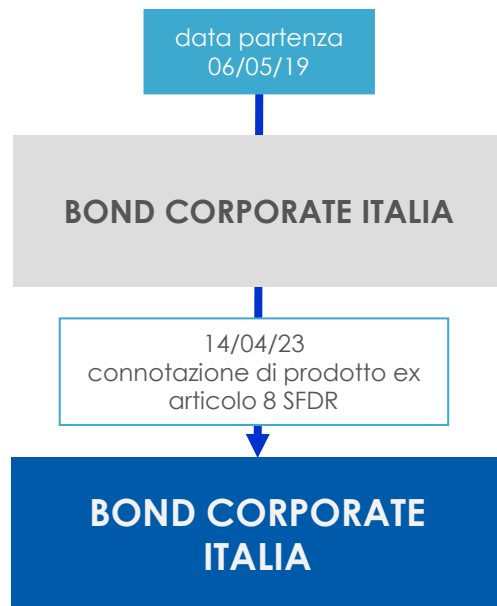 data partenza
06/05/19
BOND CORPORATE ITALIA
14/04/23
connotazione di prodotto ex
articolo 8 SFDR
BOND CORPORATE
ITALIA